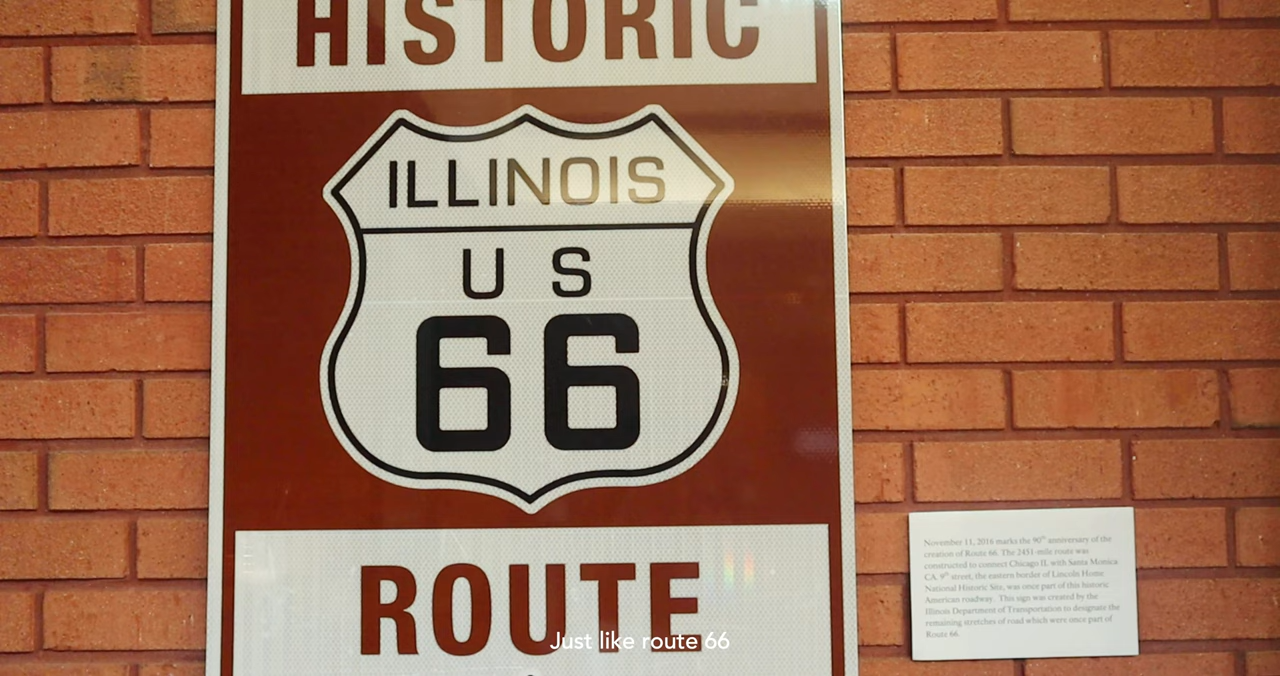 HISTORIC
ILLINOIS
U S
66
ROUTE
Just like route 66
November 11, 2016 marks the 90th anniversary of the
creation of Route 66. The 2451-mile route was
constructed to connect Chicago IL with Santa Monica
CA. 9th street, the eastern border of Lincoln Home
National Historic Site, was once part of this historic
American roadway. This sign was created by the
Illinois Department of Transportation to designate the
remaining stretches of road which were once part of
Route 66.